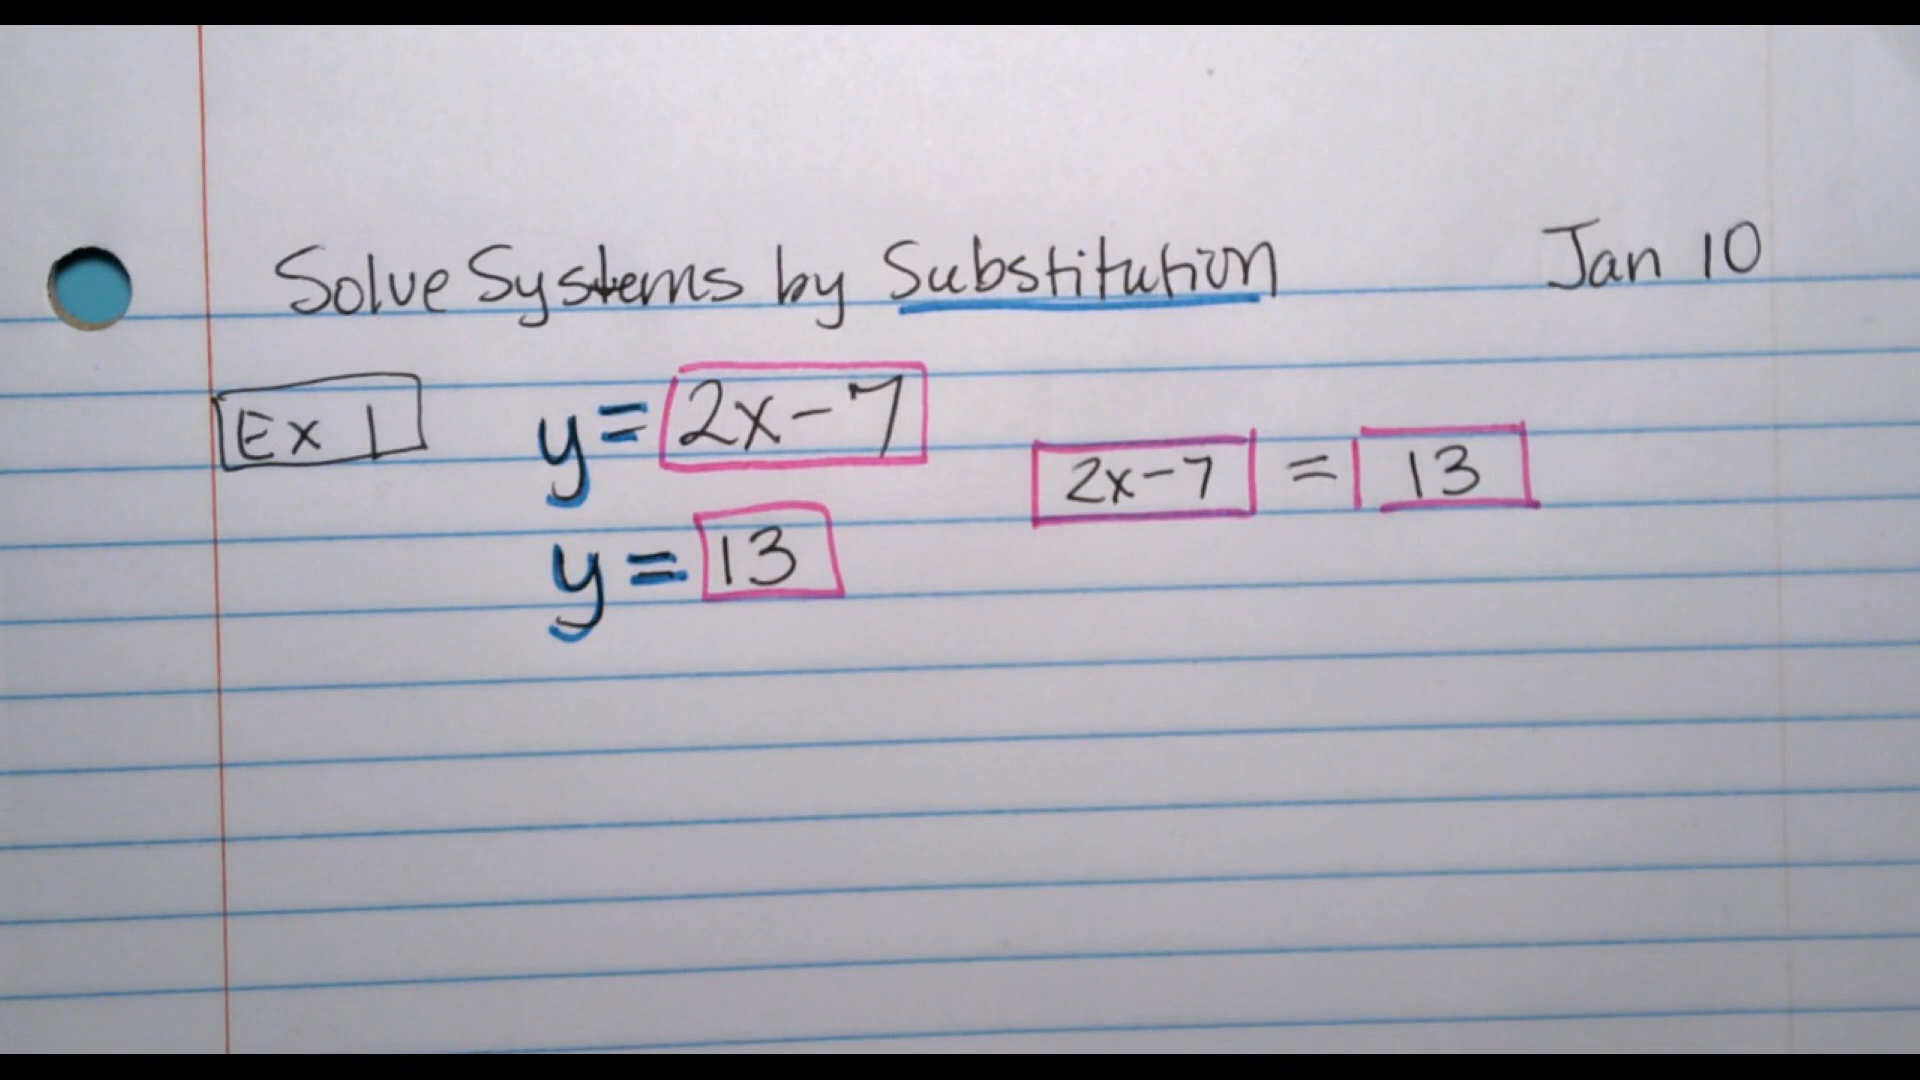 Solve Systems by Substitution Jan 10
Ex 1 y = 2x - 7
2x - 7 = 13
y = 13